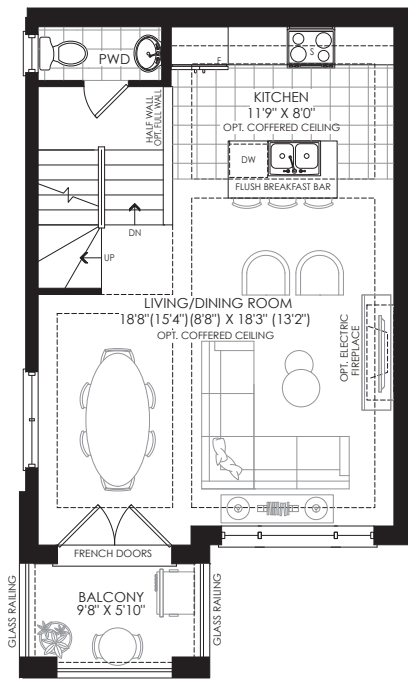 PWD
S
F
HALF WALL
OPT. FULL WALL
KITCHEN
11'9" X 8'0"
OPT. COFFERED CEILING
DW
FLUSH BREAKFAST BAR
DN
UP
LIVING/DINING ROOM
18'8"(15'4")(8'8") X 18'3" (13'2")
OPT. COFFERED CEILING
OPT. ELECTRIC
FIREPLACE
FRENCH DOORS
BALCONY
9'8" X 5'10"
GLASS RAILING
GLASS RAILING